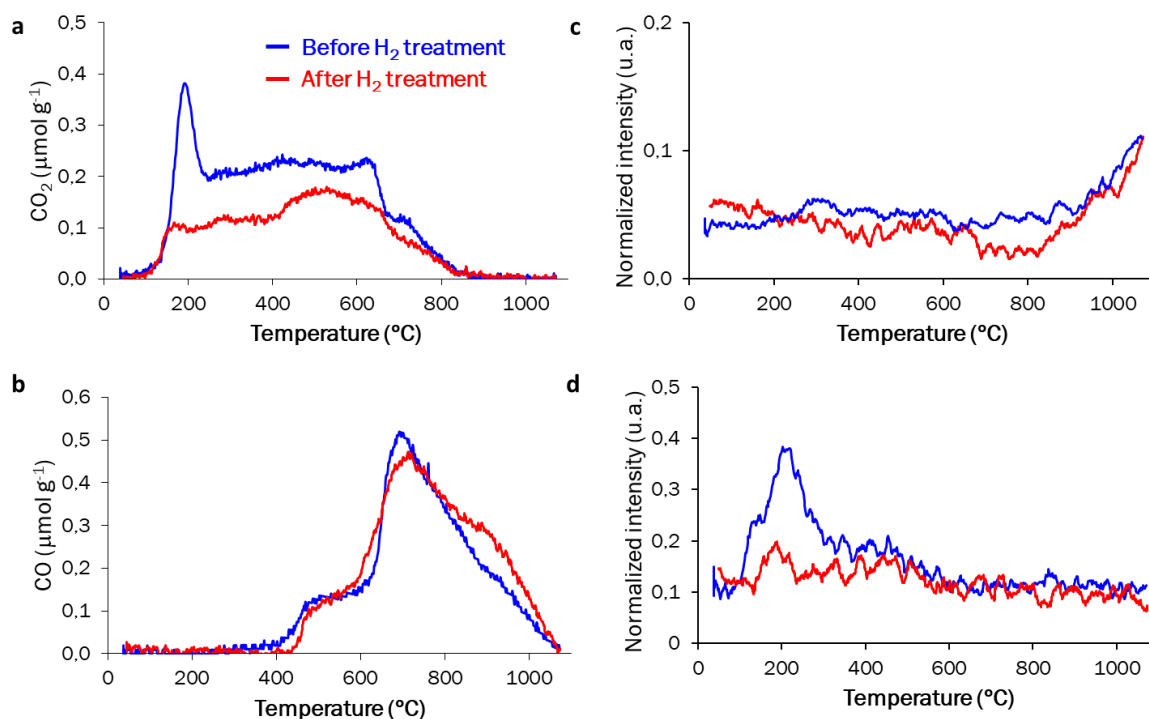 a
0,5
0,4
0,3
0,2
0,1
0,0
CO₂ (µmol g⁻¹)
Before H₂ treatment
After H₂ treatment
0 200 400 600 800 1000
Temperature (°C)
c
0,2
0,1
0,0
Normalized intensity (u.a.)
0 200 400 600 800 1000
Temperature (°C)
b
0,6
0,5
0,4
0,3
0,2
0,1
0,0
CO (µmol g⁻¹)
0 200 400 600 800 1000
Temperature (°C)
d
0,5
0,4
0,3
0,2
0,1
0
Normalized intensity (u.a.)
0 200 400 600 800 1000
Temperature (°C)